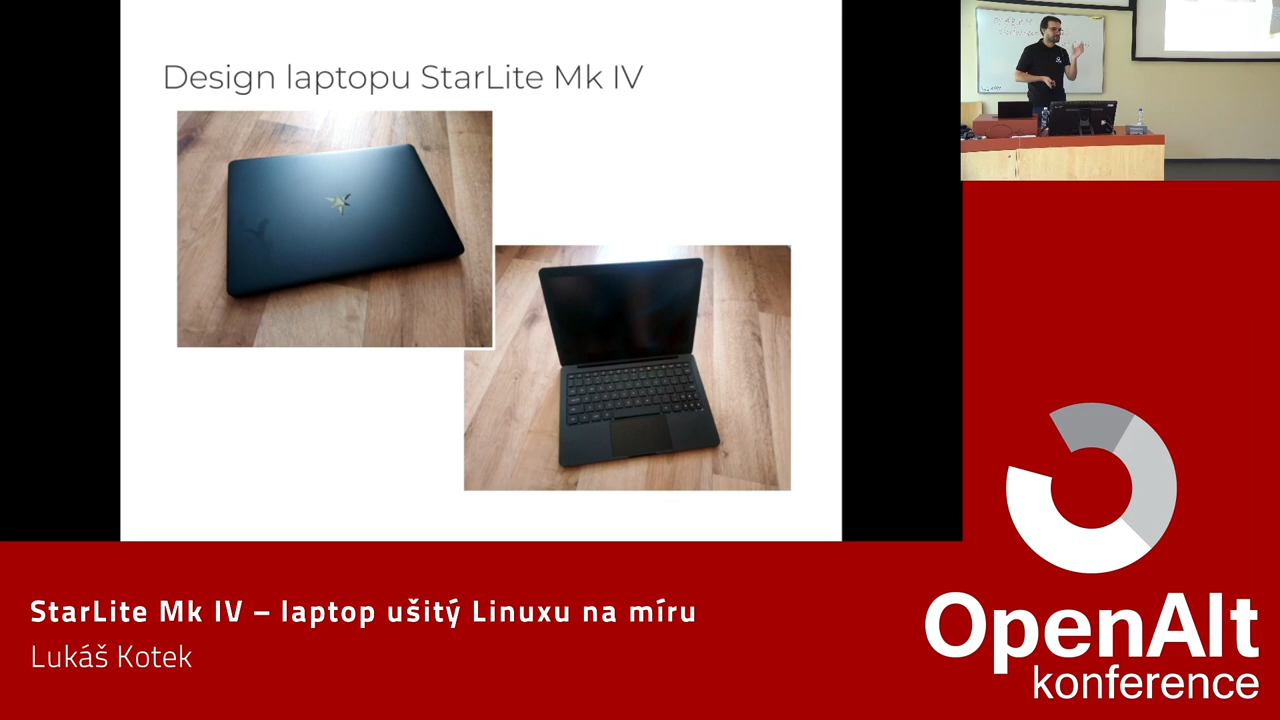 Design laptopu StarLite Mk IV
StarLite Mk IV – laptop ušitý Linuxu na míru
Lukáš Kotek
OpenAlt
konference